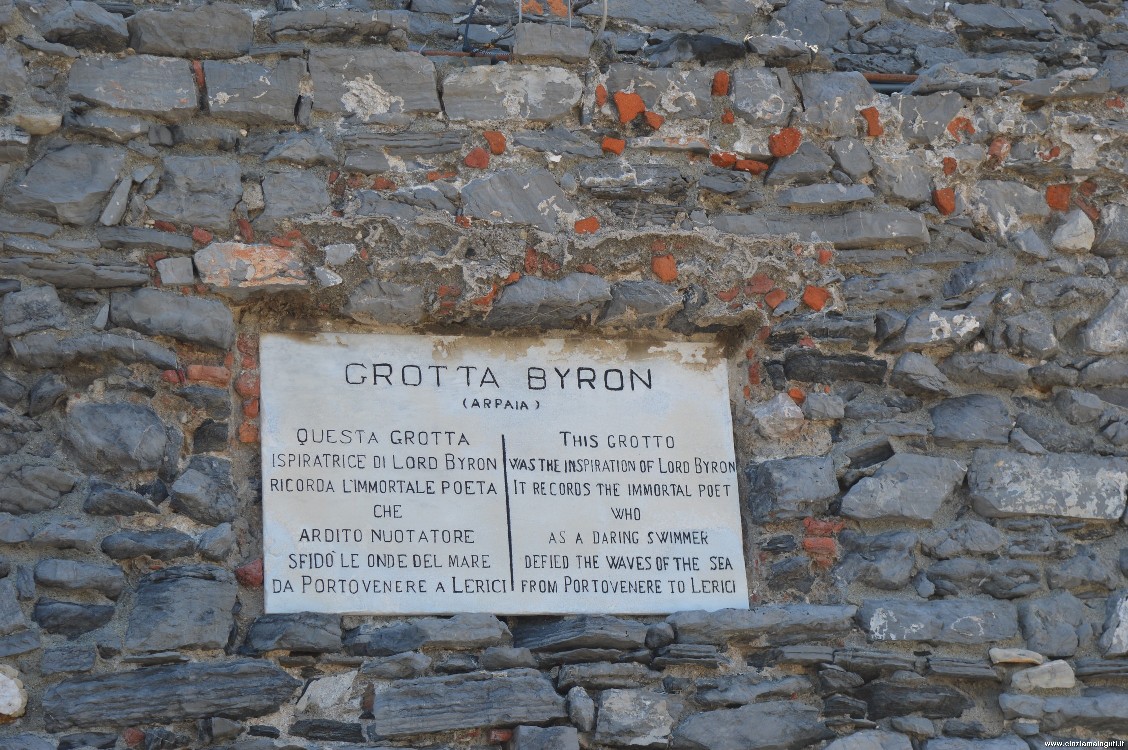 GROTTA BYRON
(ARPAIA)
QUESTA GROTTA
ISPIRATRICE DI LORD BYRON
RICORDA L'IMMORTALE POETA
CHE
ARDITO NUOTATORE
SFIDÒ LE ONDE DEL MARE
DA PORTOVENERE A LERICI
THIS GROTTO
WAS THE INSPIRATION OF LORD BYRON
IT RECORDS THE IMMORTAL POET
WHO
AS A DARING SWIMMER
DEFIED THE WAVES OF THE SEA
FROM PORTOVENERE TO LERICI
www.cinziamainguti.it